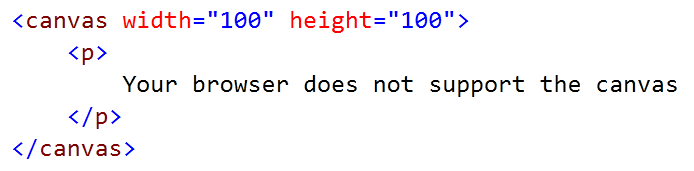 <canvas width="100" height="100">
<p>
Your browser does not support the canvas
</p>
</canvas>